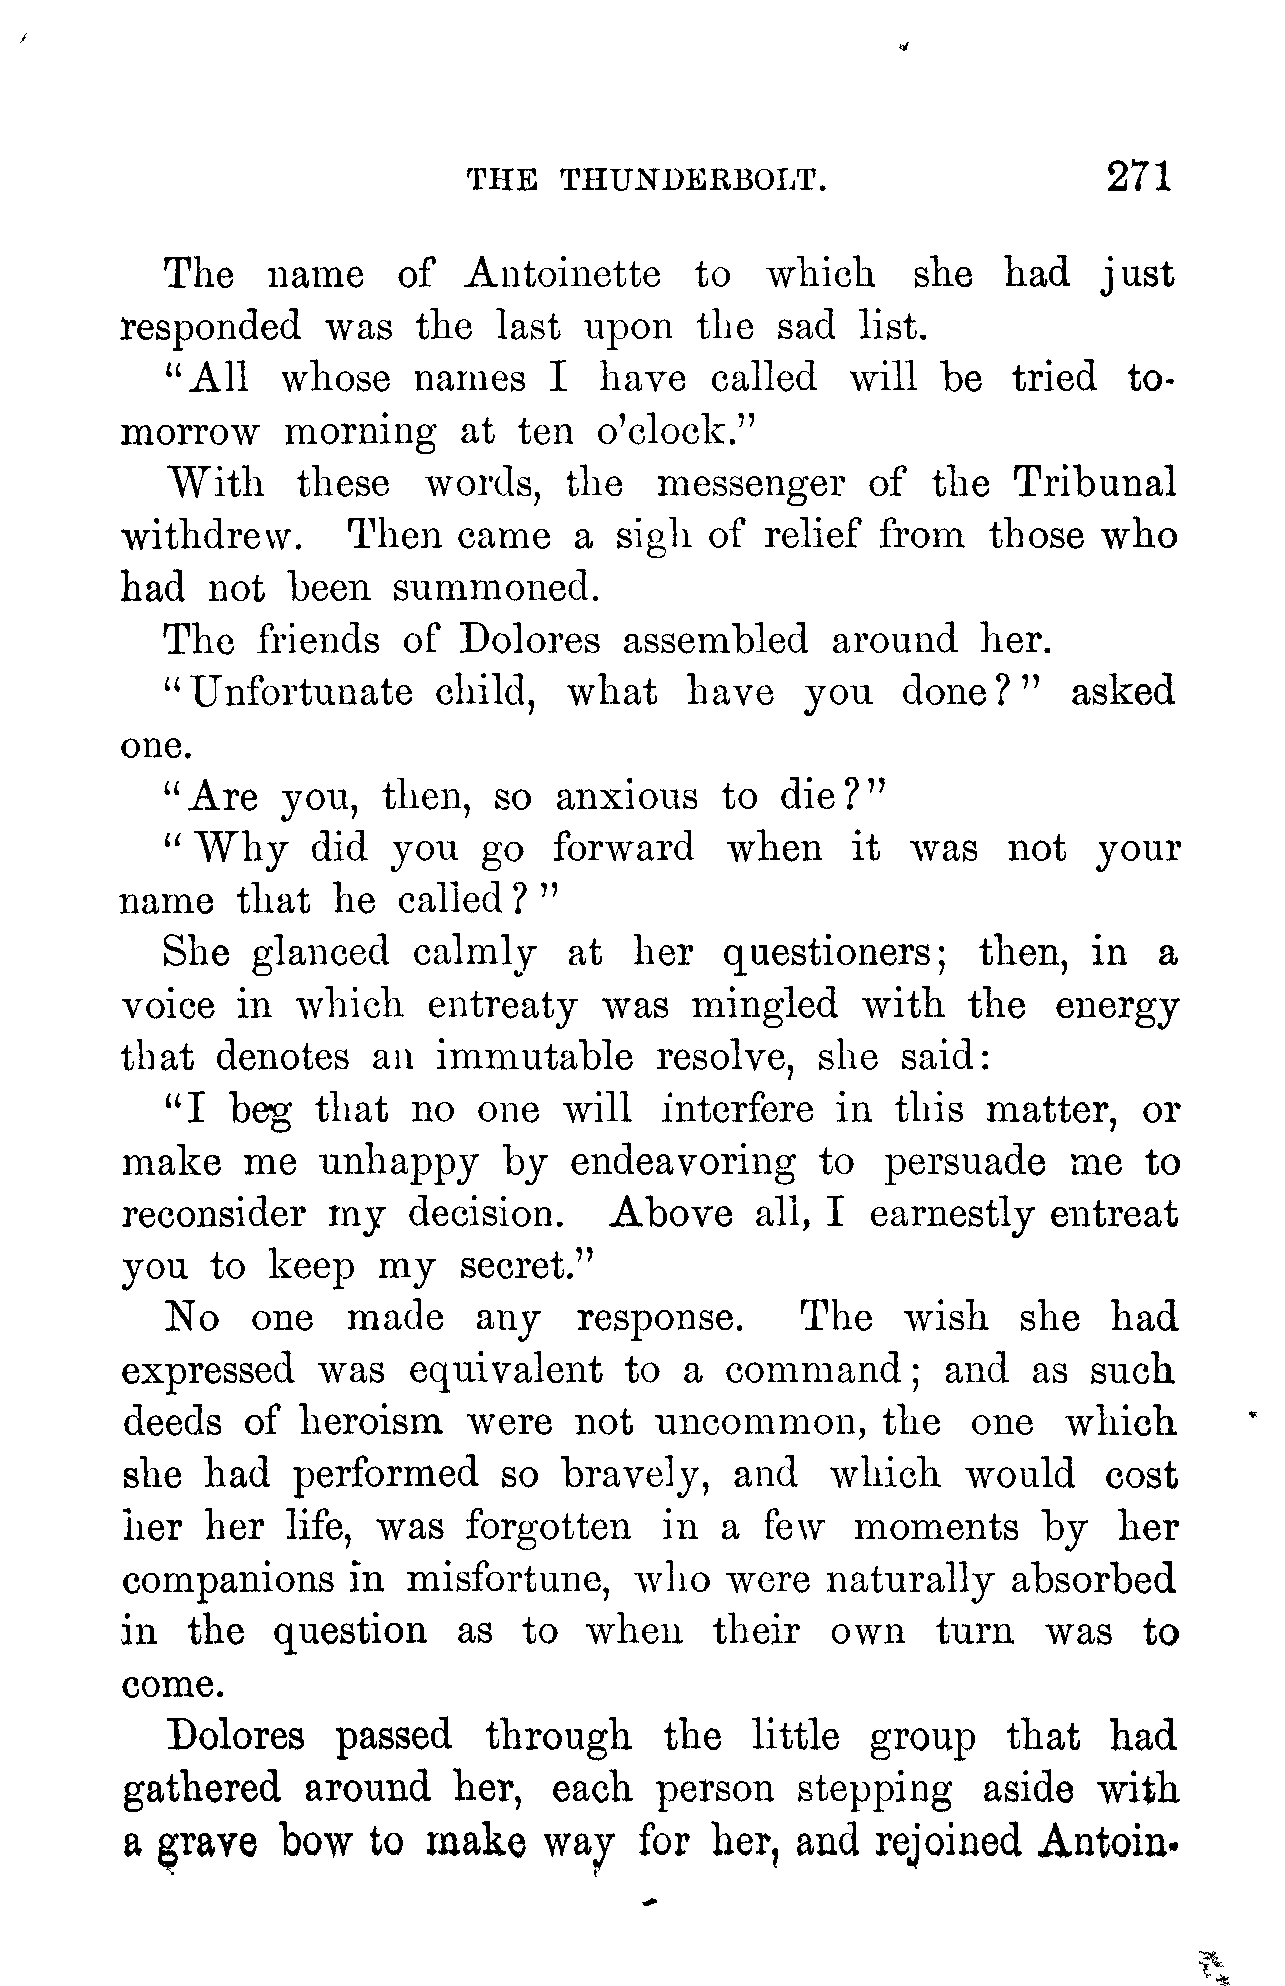 THE THUNDERBOLT. 271
The name of Antoinette to which she had just
responded was the last upon the sad list.
"All whose names I have called will be tried to-
morrow morning at ten o'clock."
With these words, the messenger of the Tribunal
withdrew. Then came a sigh of relief from those who
had not been summoned.
The friends of Dolores assembled around her.
"Unfortunate child, what have you done?" asked
one.
"Are you, then, so anxious to die?"
"Why did you go forward when it was not your
name that he called?"
She glanced calmly at her questioners; then, in a
voice in which entreaty was mingled with the energy
that denotes an immutable resolve, she said:
"I beg that no one will interfere in this matter, or
make me unhappy by endeavoring to persuade me to
reconsider my decision. Above all, I earnestly entreat
you to keep my secret."
No one made any response. The wish she had
expressed was equivalent to a command; and as such
deeds of heroism were not uncommon, the one which
she had performed so bravely, and which would cost
her her life, was forgotten in a few moments by her
companions in misfortune, who were naturally absorbed
in the question as to when their own turn was to
come.
Dolores passed through the little group that had
gathered around her, each person stepping aside with
a grave bow to make way for her, and rejoined Antoin-